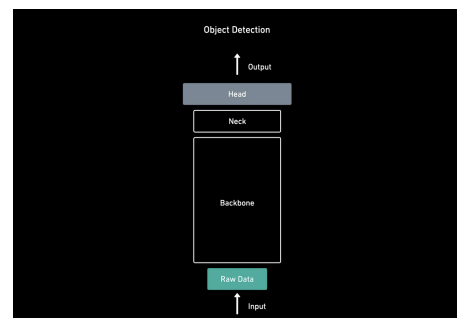 Object Detection
Output
Head
Neck
Backbone
Raw Data
Input